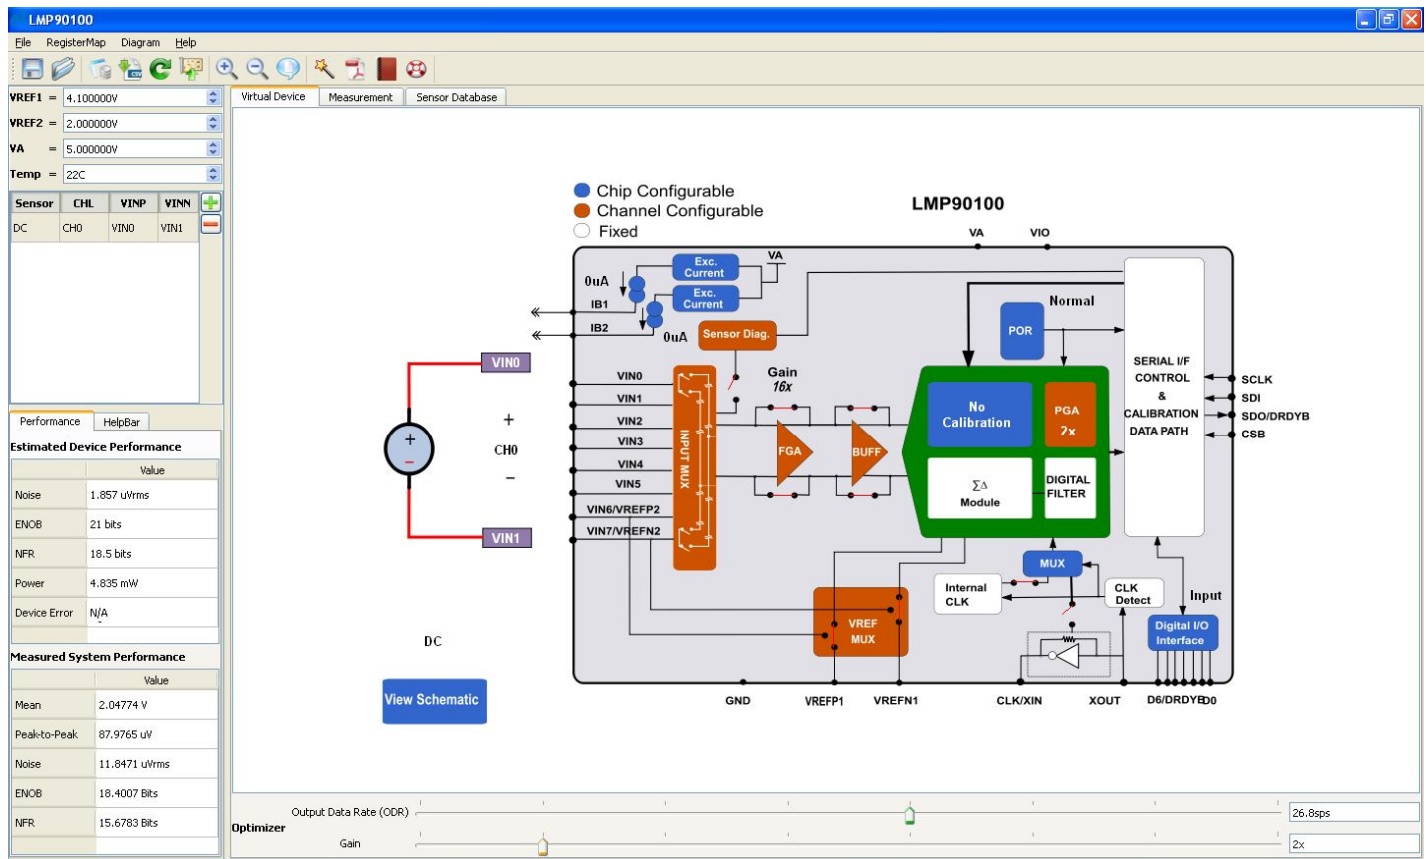 LMP90100
File RegisterMap Diagram Help
VREF1 = 4.100000V
VREF2 = 2.000000V
VA = 5.000000V
Temp = 22C
Sensor CHL VINP VINN
DC CH0 VIN0 VIN1
Performance HelpBar
Estimated Device Performance
Value
Noise 1.857 uVrms
ENOB 21 bits
NFR 18.5 bits
Power 4.835 mW
Device Error N/A
Measured System Performance
Value
Mean 2.04774 V
Peak-to-Peak 87.9765 uV
Noise 11.8471 uVrms
ENOB 18.4007 Bits
NFR 15.6783 Bits
Virtual Device Measurement Sensor Database
Chip Configurable
Channel Configurable
Fixed
LMP90100
VA VIO
VA
Exc.
Current
0uA
Exc.
Current
IB1
IB2
0uA
Sensor Diag.
Normal
POR
SERIAL I/F
CONTROL
&
CALIBRATION
DATA PATH
SCLK
SDI
SDO/DRDYB
CSB
VIN0
+
CH0
-
VIN1
+
-
DC
View Schematic
VIN0
VIN1
VIN2
VIN3
VIN4
VIN5
VIN6/VREFP2
VIN7/VREFN2
INPUT MUX
Gain
16x
FGA
BUFF
No
Calibration
PGA
2x
ΣΔ
Module
DIGITAL
FILTER
MUX
Internal
CLK
CLK
Detect
Input
Digital I/O
Interface
VREF
MUX
GND VREFP1 VREFN1 CLK/XIN XOUT D6/DRDYB D0
Optimizer
Output Data Rate (ODR) 26.8sps
Gain 2x